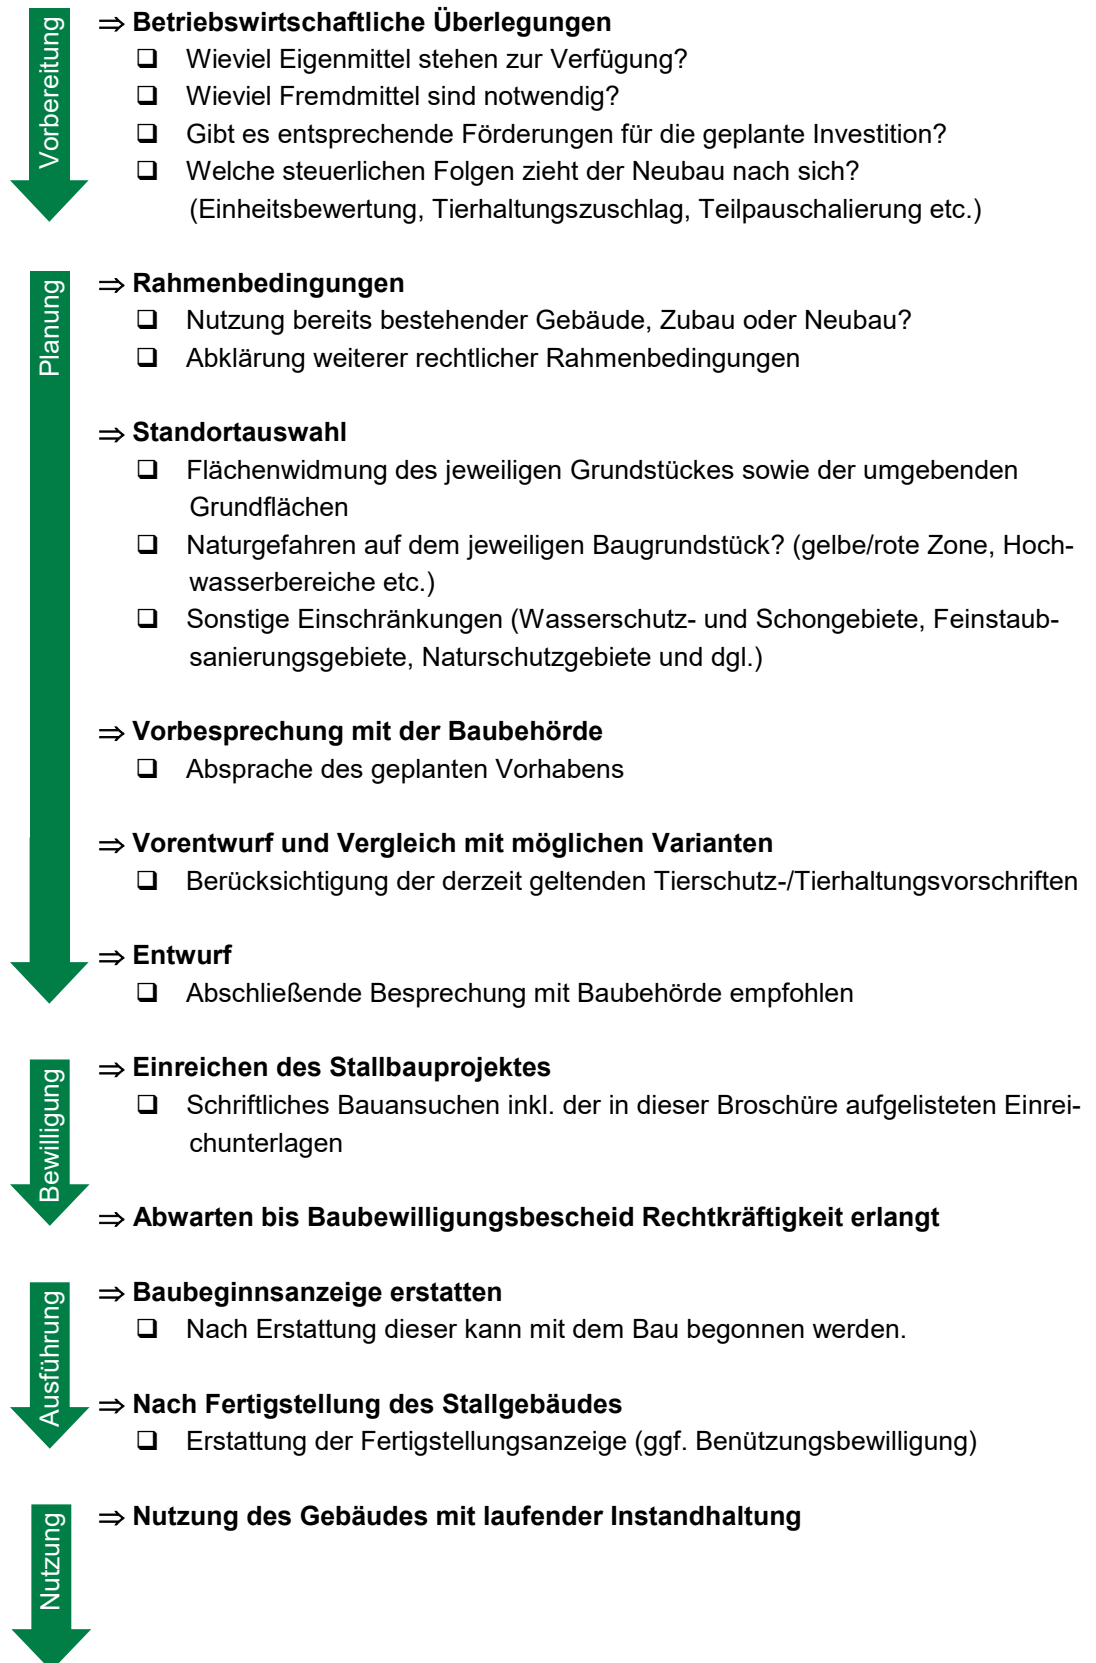 Vorbereitung
⇒ Betriebswirtschaftliche Überlegungen
❑ Wieviel Eigenmittel stehen zur Verfügung?
❑ Wieviel Fremdmittel sind notwendig?
❑ Gibt es entsprechende Förderungen für die geplante Investition?
❑ Welche steuerlichen Folgen zieht der Neubau nach sich?
(Einheitsbewertung, Tierhaltungszuschlag, Teilpauschalierung etc.)
Planung
⇒ Rahmenbedingungen
❑ Nutzung bereits bestehender Gebäude, Zubau oder Neubau?
❑ Abklärung weiterer rechtlicher Rahmenbedingungen
⇒ Standortauswahl
❑ Flächenwidmung des jeweiligen Grundstückes sowie der umgebenden
Grundflächen
❑ Naturgefahren auf dem jeweiligen Baugrundstück? (gelbe/rote Zone, Hoch-
wasserbereiche etc.)
❑ Sonstige Einschränkungen (Wasserschutz- und Schongebiete, Feinstaub-
sanierungsgebiete, Naturschutzgebiete und dgl.)
⇒ Vorbesprechung mit der Baubehörde
❑ Absprache des geplanten Vorhabens
⇒ Vorentwurf und Vergleich mit möglichen Varianten
❑ Berücksichtigung der derzeit geltenden Tierschutz-/Tierhaltungsvorschriften
⇒ Entwurf
❑ Abschließende Besprechung mit Baubehörde empfohlen
Bewilligung
⇒ Einreichen des Stallbauprojektes
❑ Schriftliches Bauansuchen inkl. der in dieser Broschüre aufgelisteten Einrei-
chunterlagen
⇒ Abwarten bis Baubewilligungsbescheid Rechtkräftigkeit erlangt
Ausführung
⇒ Baubeginnsanzeige erstatten
❑ Nach Erstattung dieser kann mit dem Bau begonnen werden.
⇒ Nach Fertigstellung des Stallgebäudes
❑ Erstattung der Fertigstellungsanzeige (ggf. Benützungsbewilligung)
Nutzung
⇒ Nutzung des Gebäudes mit laufender Instandhaltung